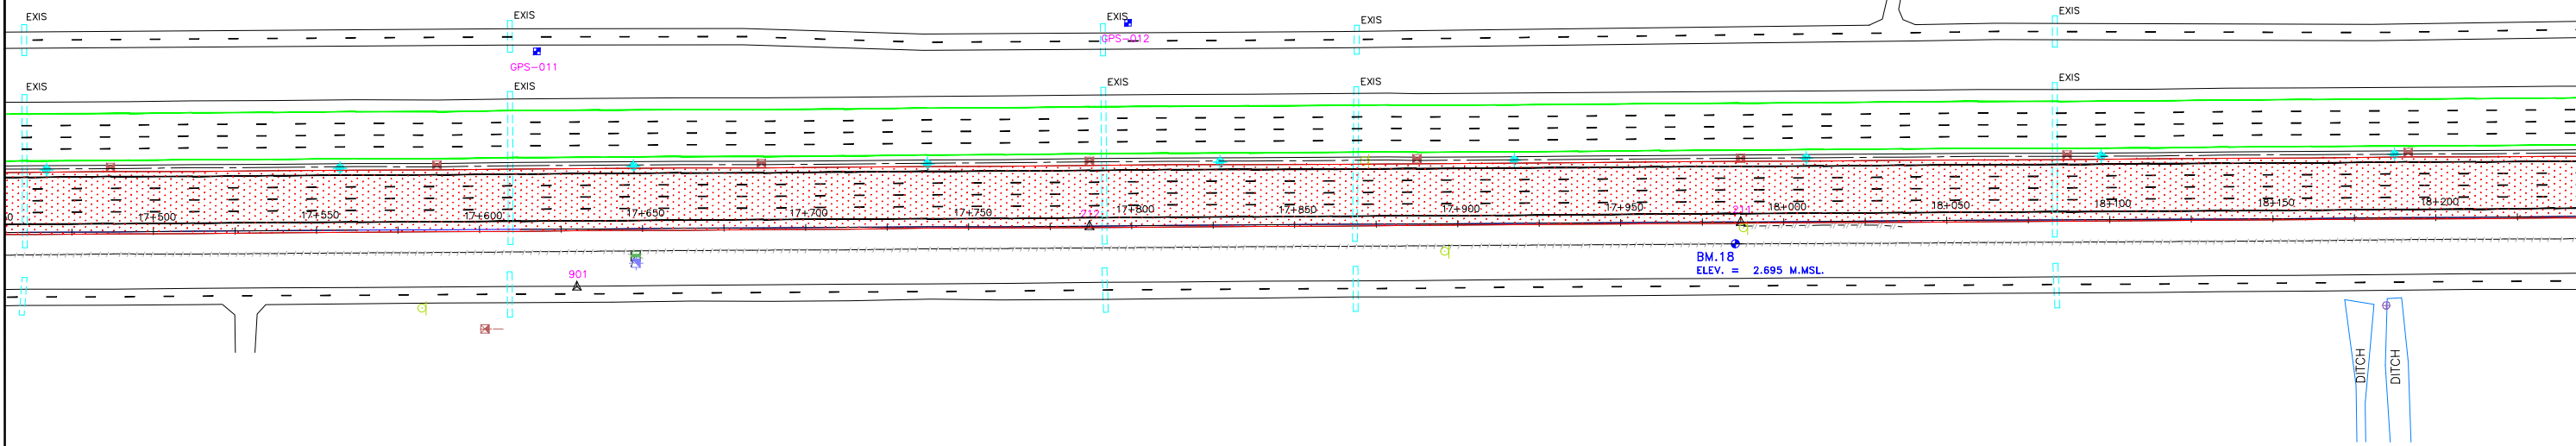 EXIS EXIS EXIS EXIS EXIS
GPS-011 GPS-012
EXIS EXIS EXIS EXIS EXIS
17+500 17+550 17+600 17+650 17+700 17+750 17+800 17+850 17+900 17+950 18+000 18+050 18+100 18+150 18+200
901
BM.18
ELEV. = 2.695 M.MSL.
DITCH DITCH